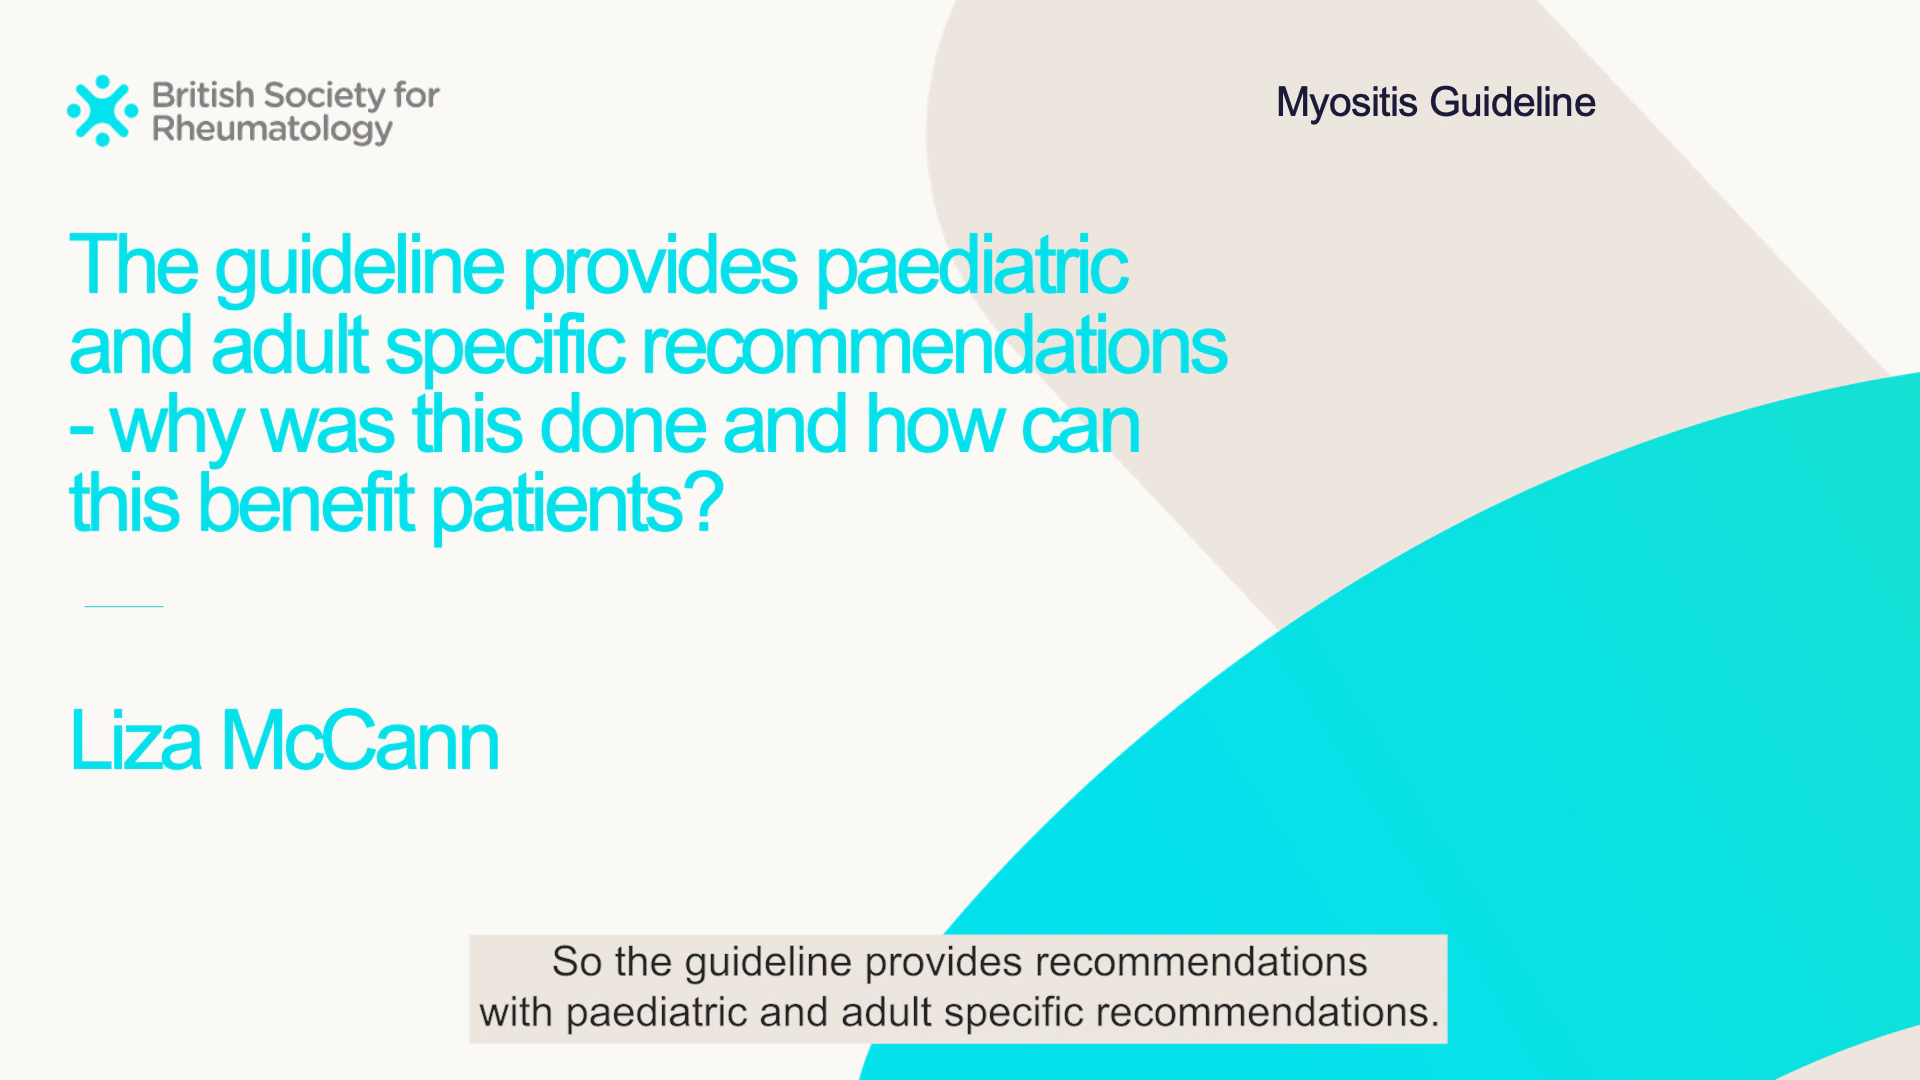 British Society for
Rheumatology
Myositis Guideline
The guideline provides paediatric
and adult specific recommendations
- why was this done and how can
this benefit patients?
Liza McCann
So the guideline provides recommendations
with paediatric and adult specific recommendations.